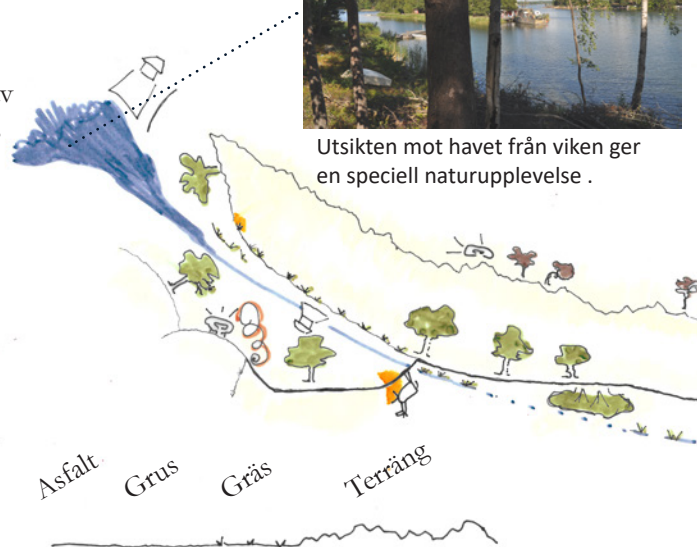 v
Utsikten mot havet från viken ger
en speciell naturupplevelse .
Asfalt Grus Gräs Terräng